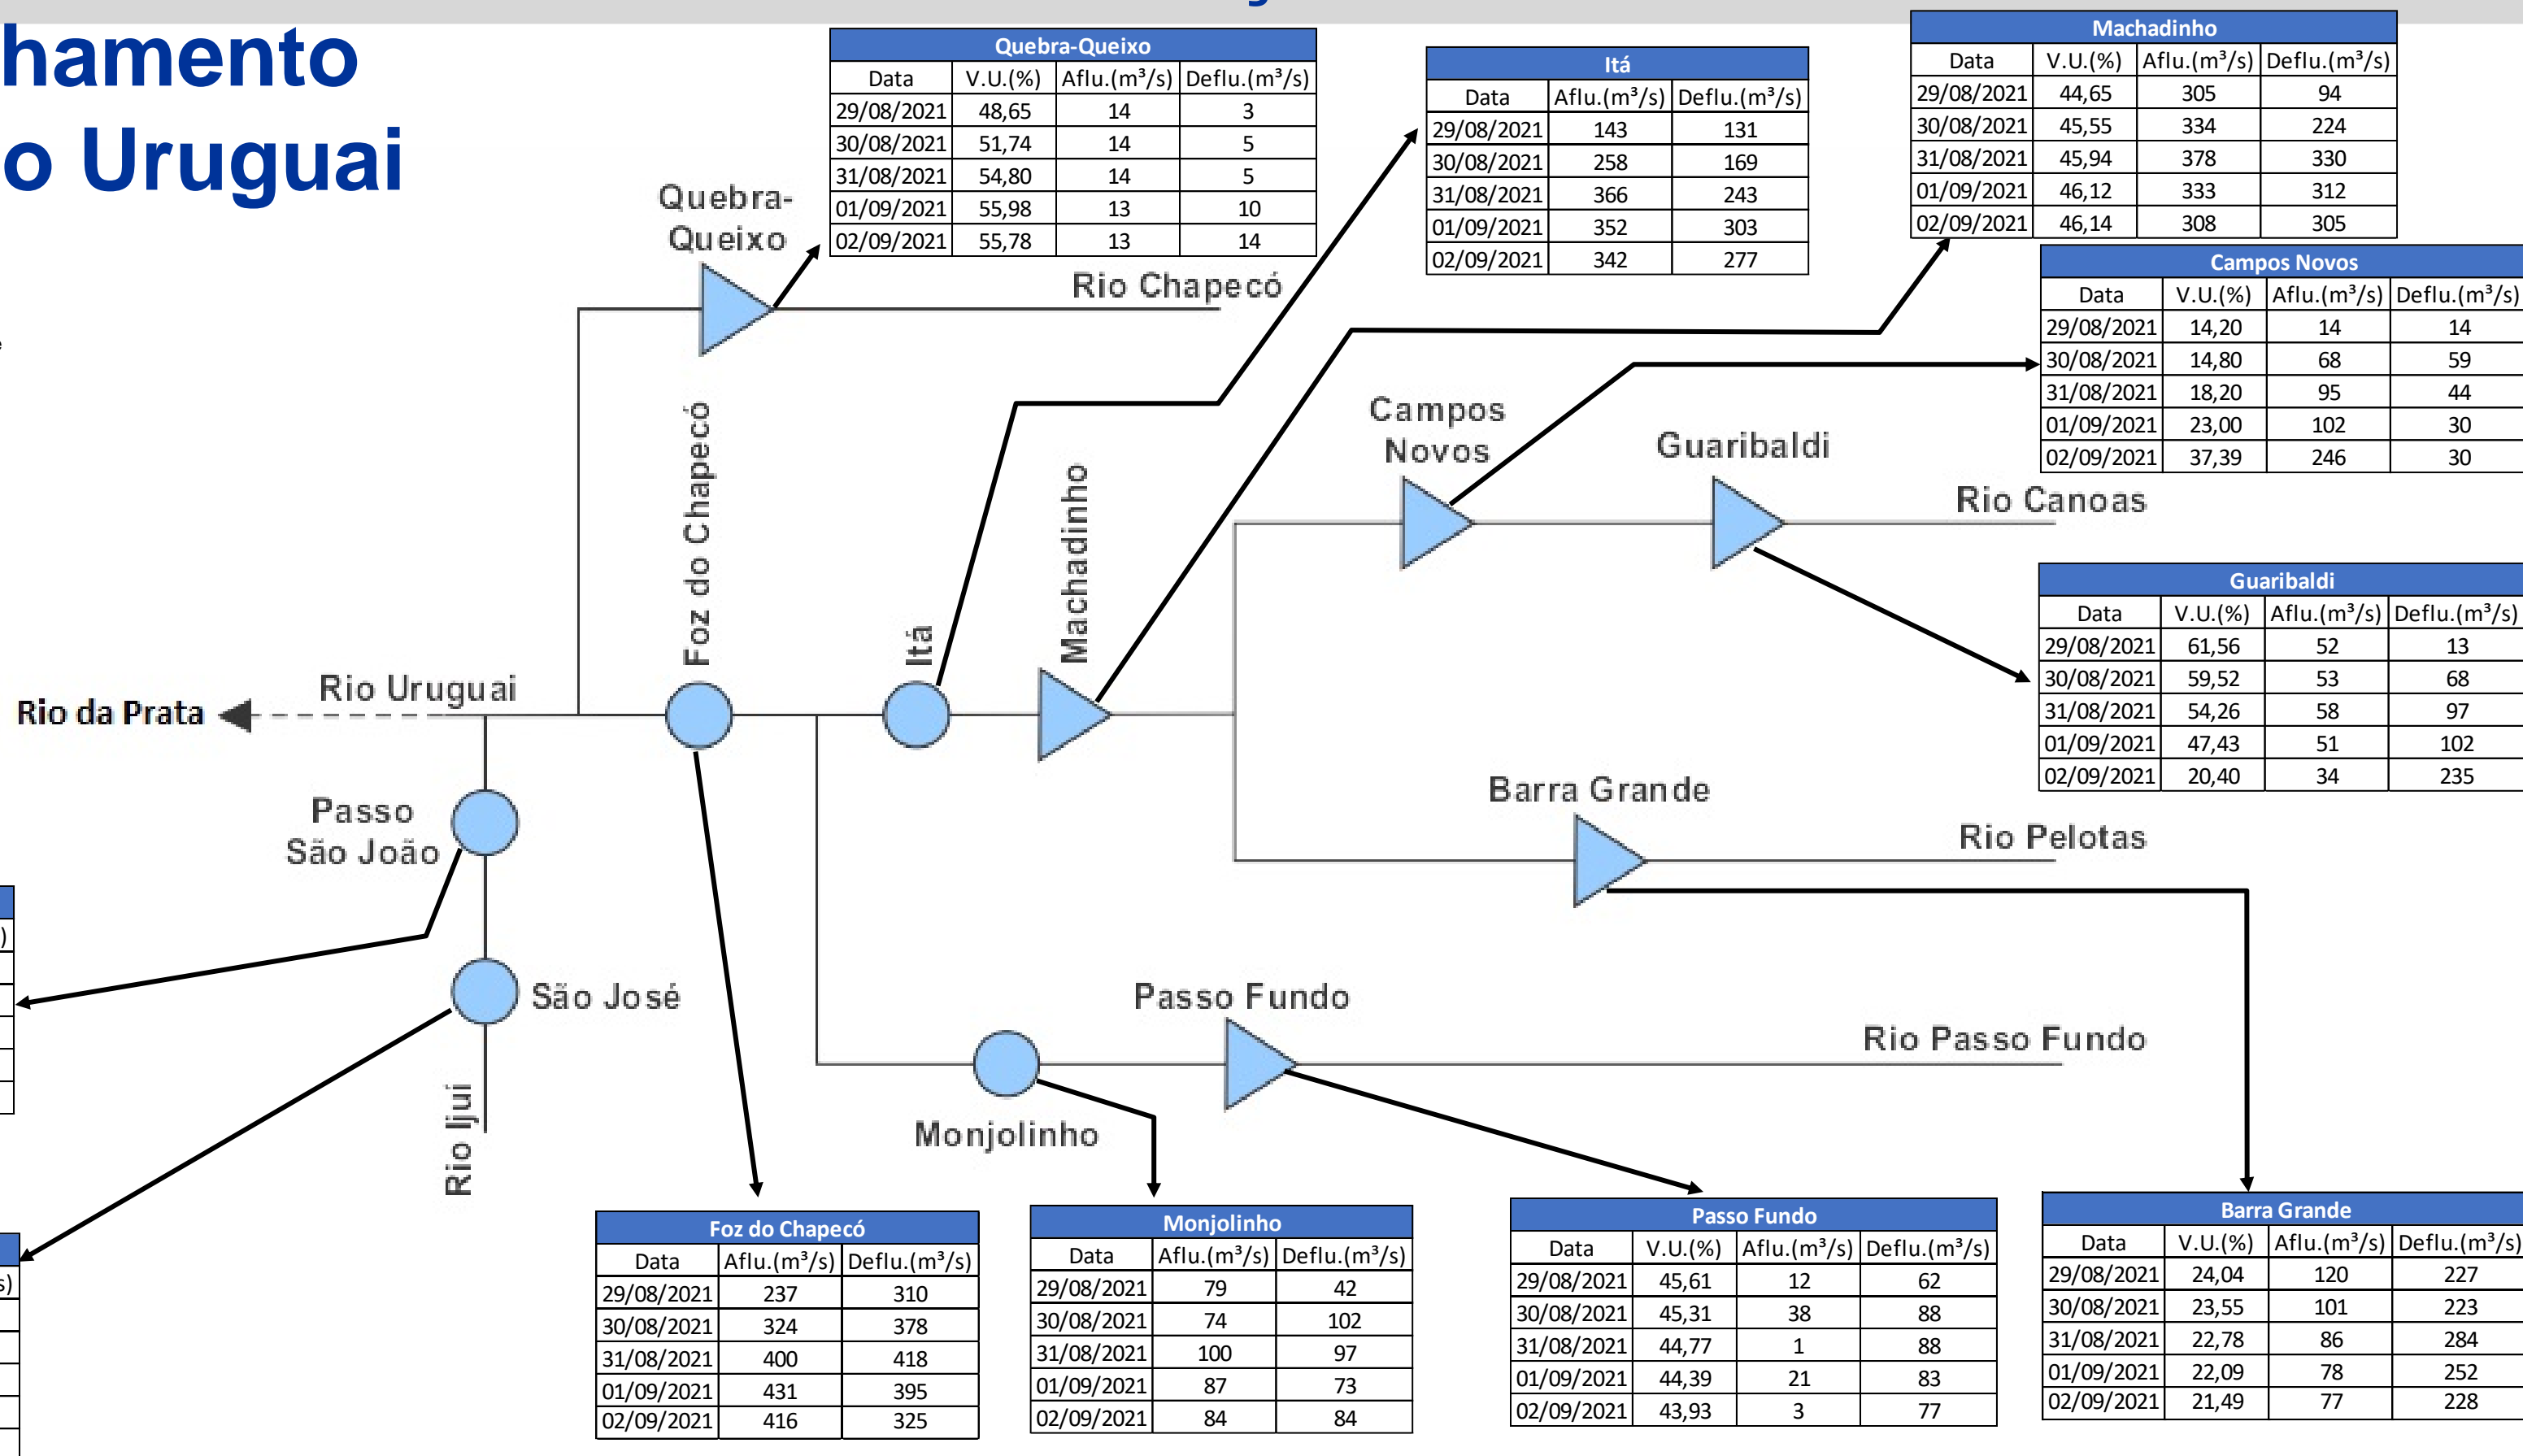 hamento
o Uruguai
Quebra-Queixo
Data V.U.(%) Aflu.(m³/s) Deflu.(m³/s)
29/08/2021 48,65 14 3
30/08/2021 51,74 14 5
31/08/2021 54,80 14 5
01/09/2021 55,98 13 10
02/09/2021 55,78 13 14
Itá
Data Aflu.(m³/s) Deflu.(m³/s)
29/08/2021 143 131
30/08/2021 258 169
31/08/2021 366 243
01/09/2021 352 303
02/09/2021 342 277
Machadinho
Data V.U.(%) Aflu.(m³/s) Deflu.(m³/s)
29/08/2021 44,65 305 94
30/08/2021 45,55 334 224
31/08/2021 45,94 378 330
01/09/2021 46,12 333 312
02/09/2021 46,14 308 305
Campos Novos
Data V.U.(%) Aflu.(m³/s) Deflu.(m³/s)
29/08/2021 14,20 14 14
30/08/2021 14,80 68 59
31/08/2021 18,20 95 44
01/09/2021 23,00 102 30
02/09/2021 37,39 246 30
Quebra-
Queixo
Rio Chapecó
Foz do Chapecó
Itá
Machadinho
Campos
Novos
Guaribaldi
Rio Canoas
Guaribaldi
Data V.U.(%) Aflu.(m³/s) Deflu.(m³/s)
29/08/2021 61,56 52 13
30/08/2021 59,52 53 68
31/08/2021 54,26 58 97
01/09/2021 47,43 51 102
02/09/2021 20,40 34 235
Rio da Prata
Rio Uruguai
Passo
São João
Barra Grande
Rio Pelotas
São José
Rio Ijui
Passo Fundo
Rio Passo Fundo
Monjolinho
)
s)
Foz do Chapecó
Data Aflu.(m³/s) Deflu.(m³/s)
29/08/2021 237 310
30/08/2021 324 378
31/08/2021 400 418
01/09/2021 431 395
02/09/2021 416 325
Monjolinho
Data Aflu.(m³/s) Deflu.(m³/s)
29/08/2021 79 42
30/08/2021 74 102
31/08/2021 100 97
01/09/2021 87 73
02/09/2021 84 84
Passo Fundo
Data V.U.(%) Aflu.(m³/s) Deflu.(m³/s)
29/08/2021 45,61 12 62
30/08/2021 45,31 38 88
31/08/2021 44,77 1 88
01/09/2021 44,39 21 83
02/09/2021 43,93 3 77
Barra Grande
Data V.U.(%) Aflu.(m³/s) Deflu.(m³/s)
29/08/2021 24,04 120 227
30/08/2021 23,55 101 223
31/08/2021 22,78 86 284
01/09/2021 22,09 78 252
02/09/2021 21,49 77 228